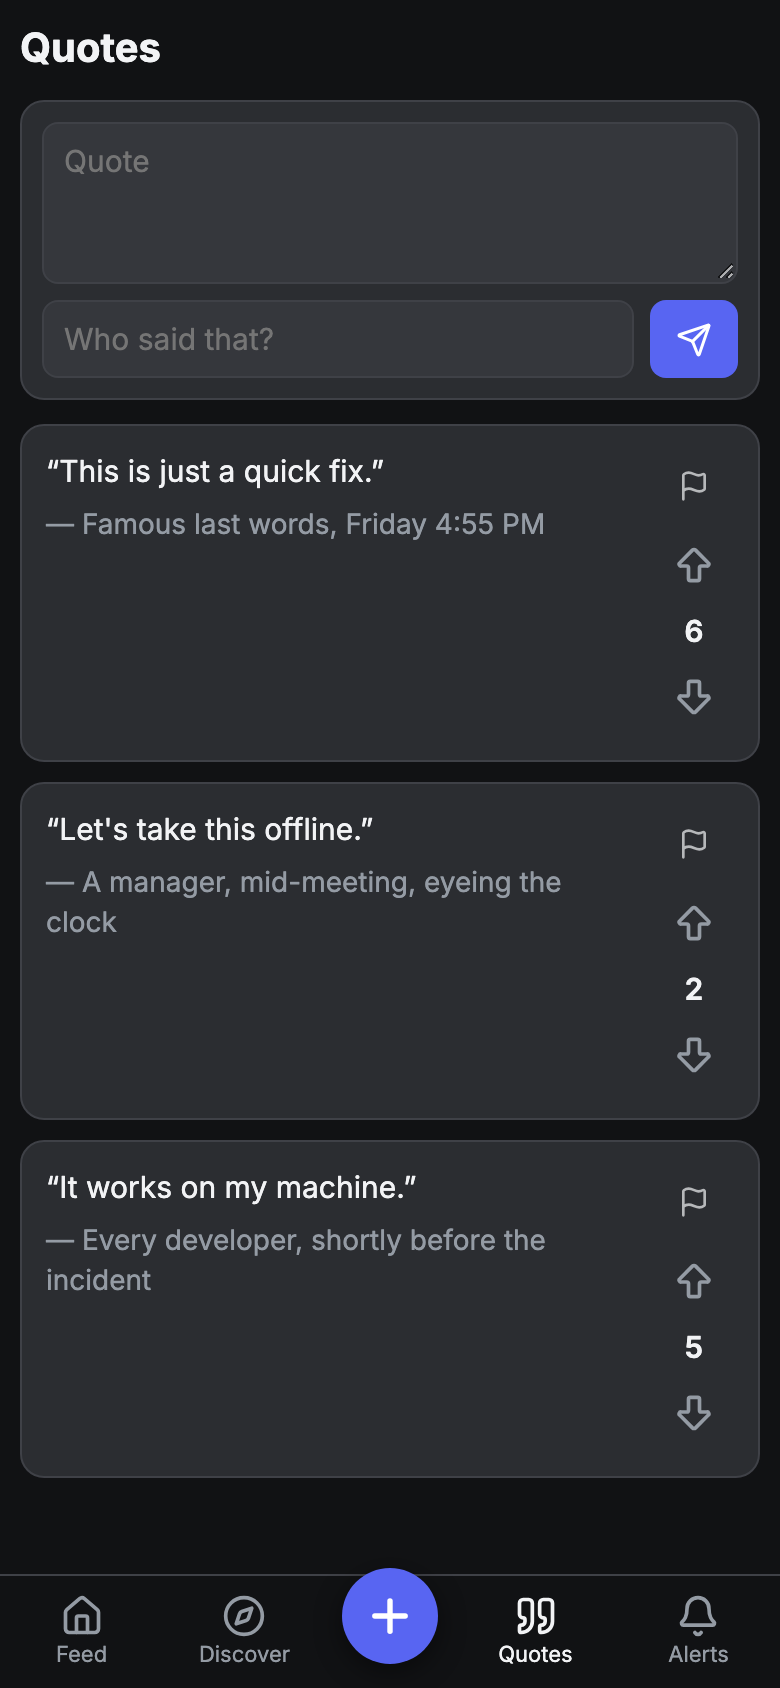 Quotes
Quote
Who said that?
“This is just a quick fix.”
— Famous last words, Friday 4:55 PM
6
“Let's take this offline.”
— A manager, mid-meeting, eyeing the
clock
2
“It works on my machine.”
— Every developer, shortly before the
incident
5
Feed
Discover
Quotes
Alerts